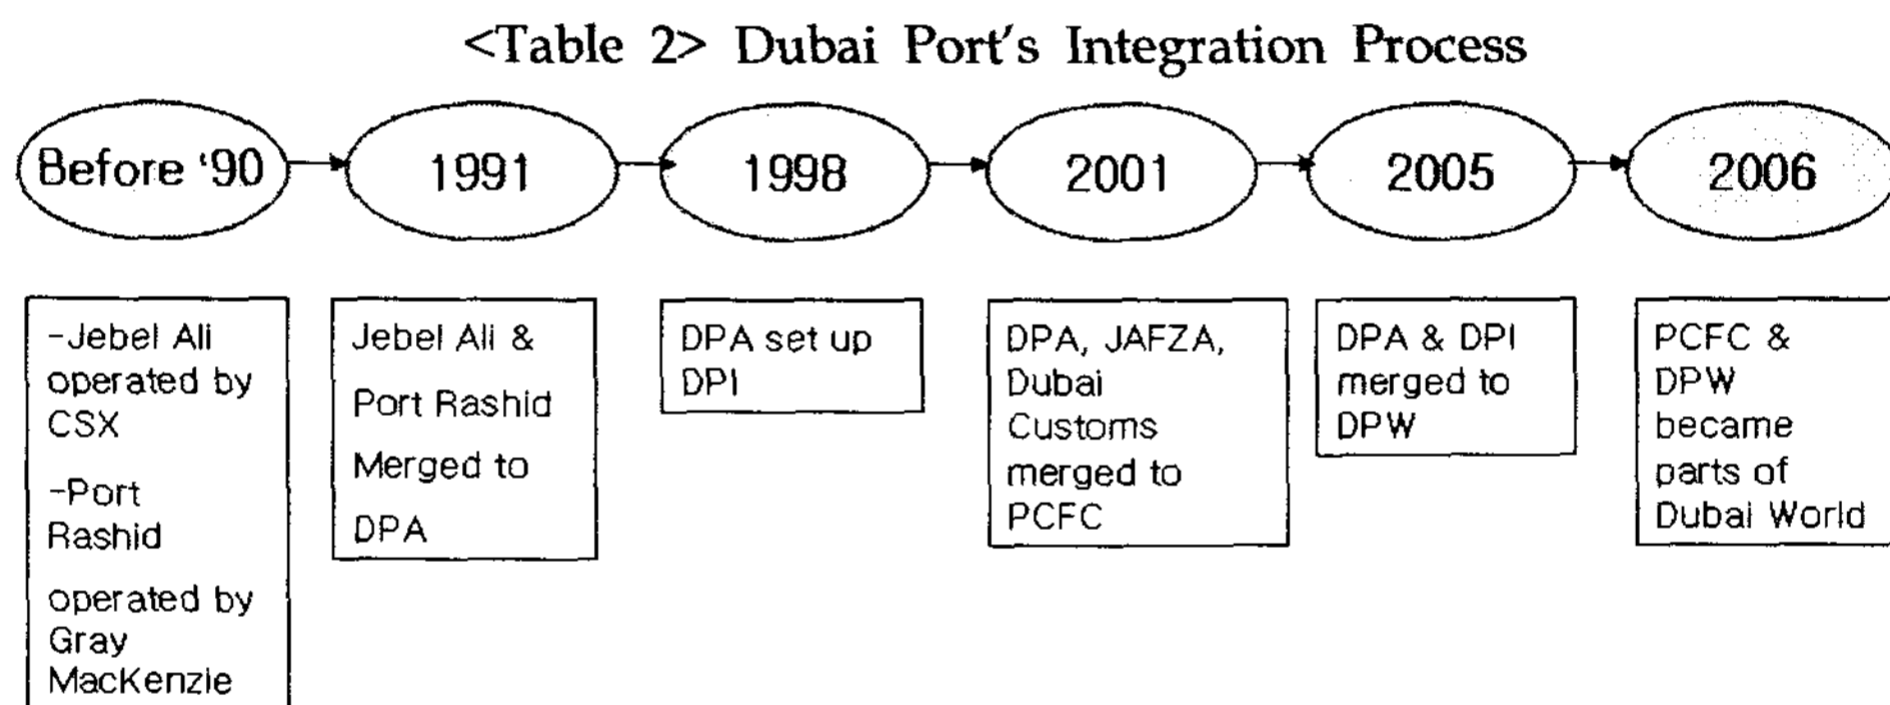 <Table 2> Dubai Port's Integration Process
Before '90
1991
1998
2001
2005
2006
-Jebel Ali
operated by
CSX
-Port
Rashid
operated by
Gray
MacKenzie
Jebel Ali &
Port Rashid
Merged to
DPA
DPA set up
DPI
DPA, JAFZA,
Dubai
Customs
merged to
PCFC
DPA & DPI
merged to
DPW
PCFC &
DPW
became
parts of
Dubai World